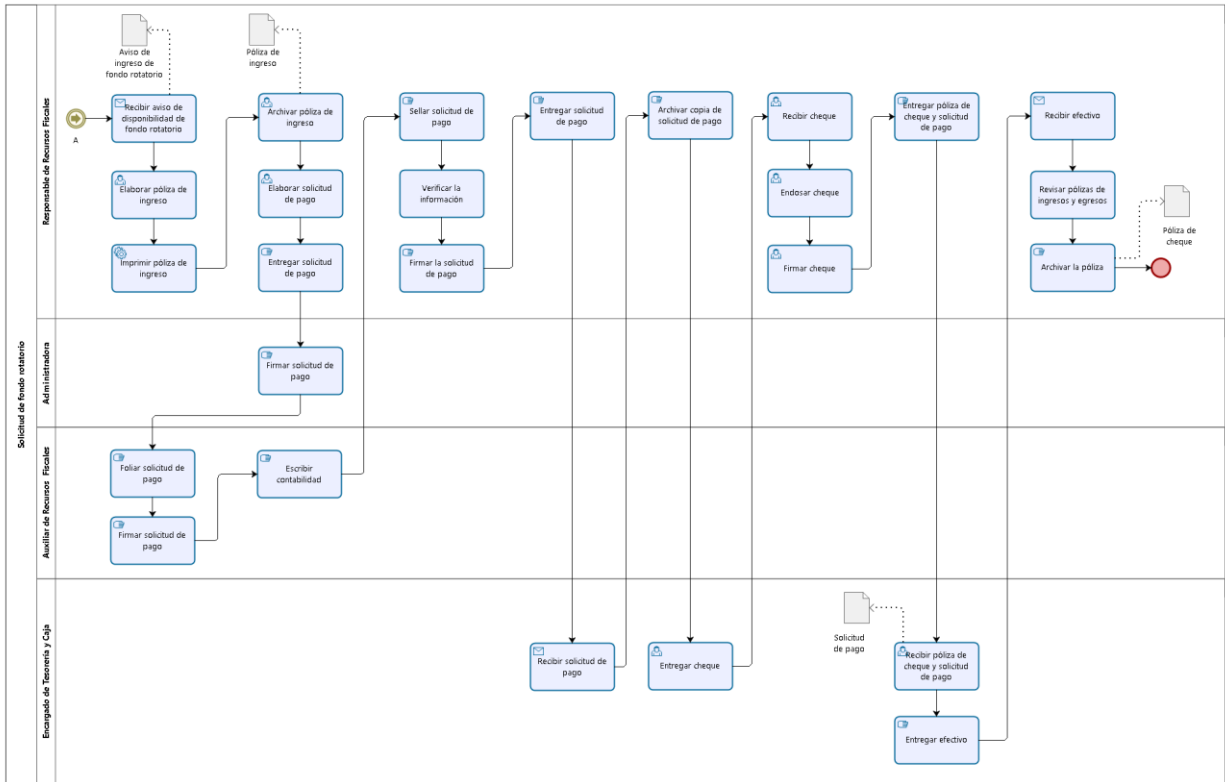 Solicitud de fondo rotatorio
Responsable de Recursos Fiscales
Aviso de
ingreso de
fondo rotatorio
Póliza de
ingreso
A
Recibir aviso de
disponibilidad de
fondo rotatorio
Archivar póliza de
ingreso
Sellar solicitud de
pago
Entregar solicitud
de pago
Archivar copia de
solicitud de pago
Recibir cheque
Entregar póliza de
cheque y solicitud
de pago
Recibir efectivo
Elaborar póliza de
ingreso
Elaborar solicitud
de pago
Verificar la
información
Endosar cheque
Revisar pólizas de
ingresos y egresos
Póliza de
cheque
Imprimir póliza de
ingreso
Entregar solicitud
de pago
Firmar la solicitud
de pago
Firmar cheque
Archivar la póliza
Administradora
Firmar solicitud de
pago
Auxiliar de Recursos Fiscales
Foliar solicitud de
pago
Escribir
contabilidad
Firmar solicitud de
pago
Encargado de Tesorería y Caja
Solicitud
de pago
Recibir solicitud de
pago
Entregar cheque
Recibir póliza de
cheque y solicitud
de pago
Entregar efectivo